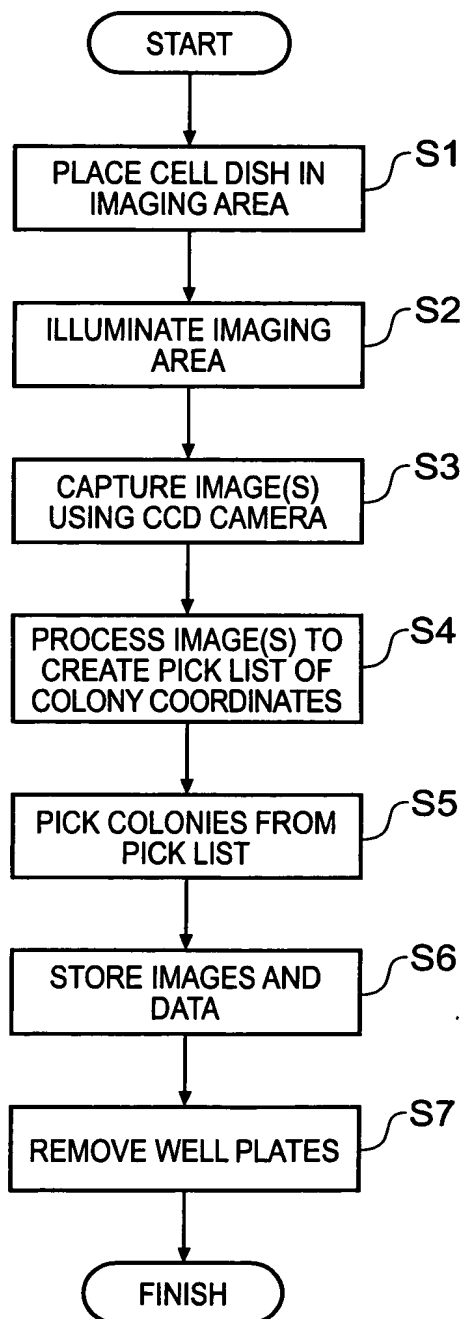 START
PLACE CELL DISH IN
IMAGING AREA
S1
ILLUMINATE IMAGING
AREA
S2
CAPTURE IMAGE(S)
USING CCD CAMERA
S3
PROCESS IMAGE(S) TO
CREATE PICK LIST OF
COLONY COORDINATES
S4
PICK COLONIES FROM
PICK LIST
S5
STORE IMAGES AND
DATA
S6
REMOVE WELL PLATES
S7
FINISH